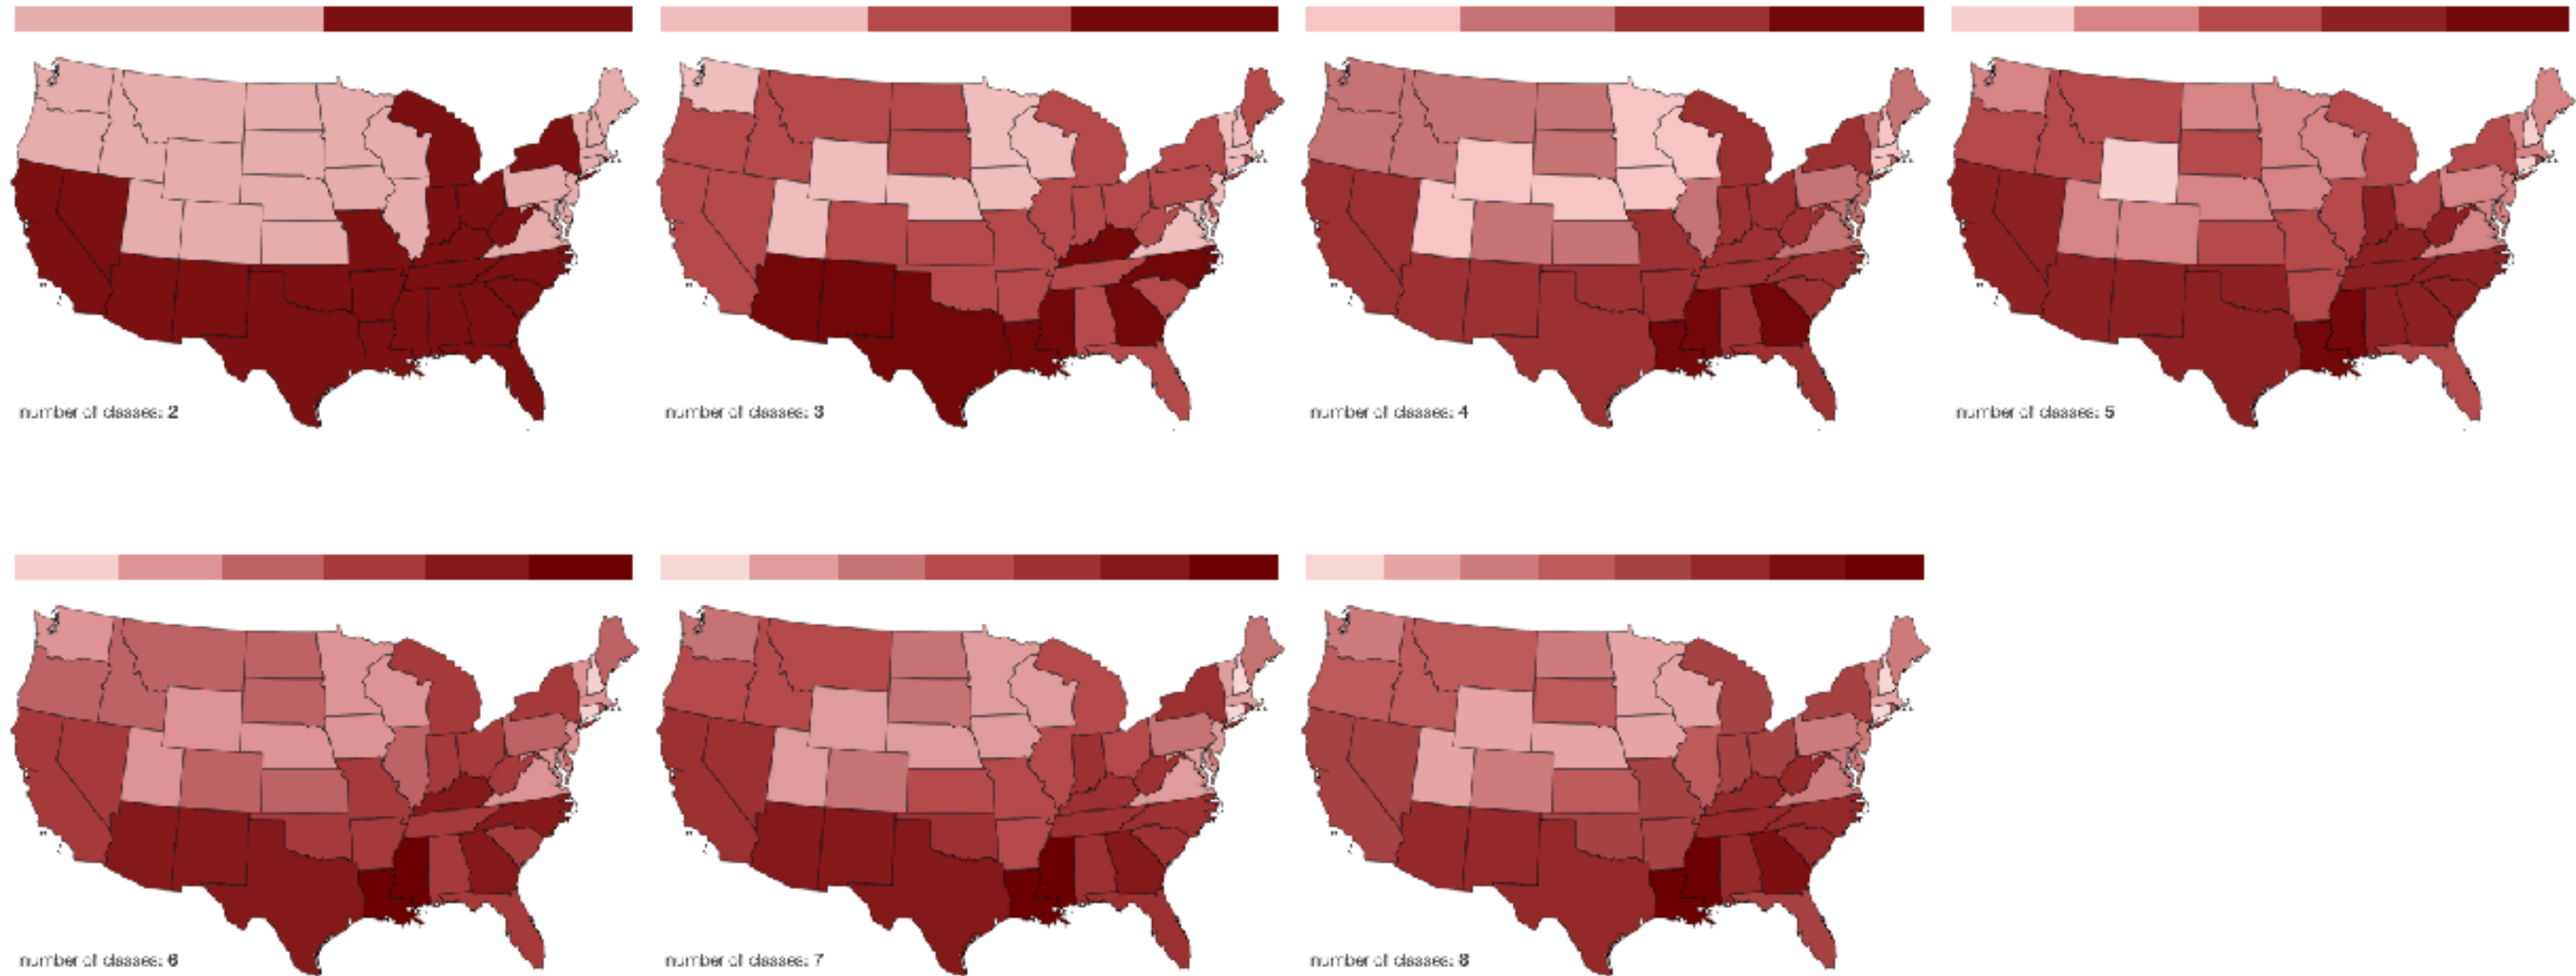 number of classes: 2
number of classes: 3
number of classes: 4
number of classes: 5
number of classes: 6
number of classes: 7
number of classes: 8